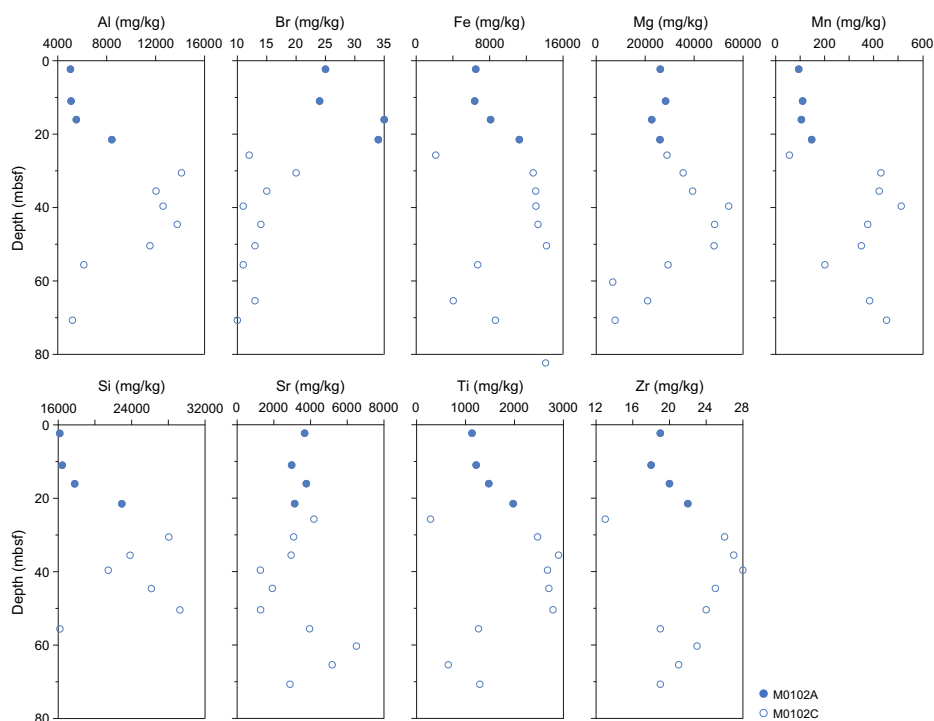 Al (mg/kg) Br (mg/kg) Fe (mg/kg) Mg (mg/kg) Mn (mg/kg)
4000 8000 12000 16000 10 15 20 25 30 35 0 8000 16000 0 20000 40000 60000 0 200 400 600
0
20
40
60
80
Depth (mbsf)
Si (mg/kg) Sr (mg/kg) Ti (mg/kg) Zr (mg/kg)
16000 24000 32000 0 2000 4000 6000 8000 0 1000 2000 3000 12 16 20 24 28
0
20
40
60
80
Depth (mbsf)
M0102A
M0102C